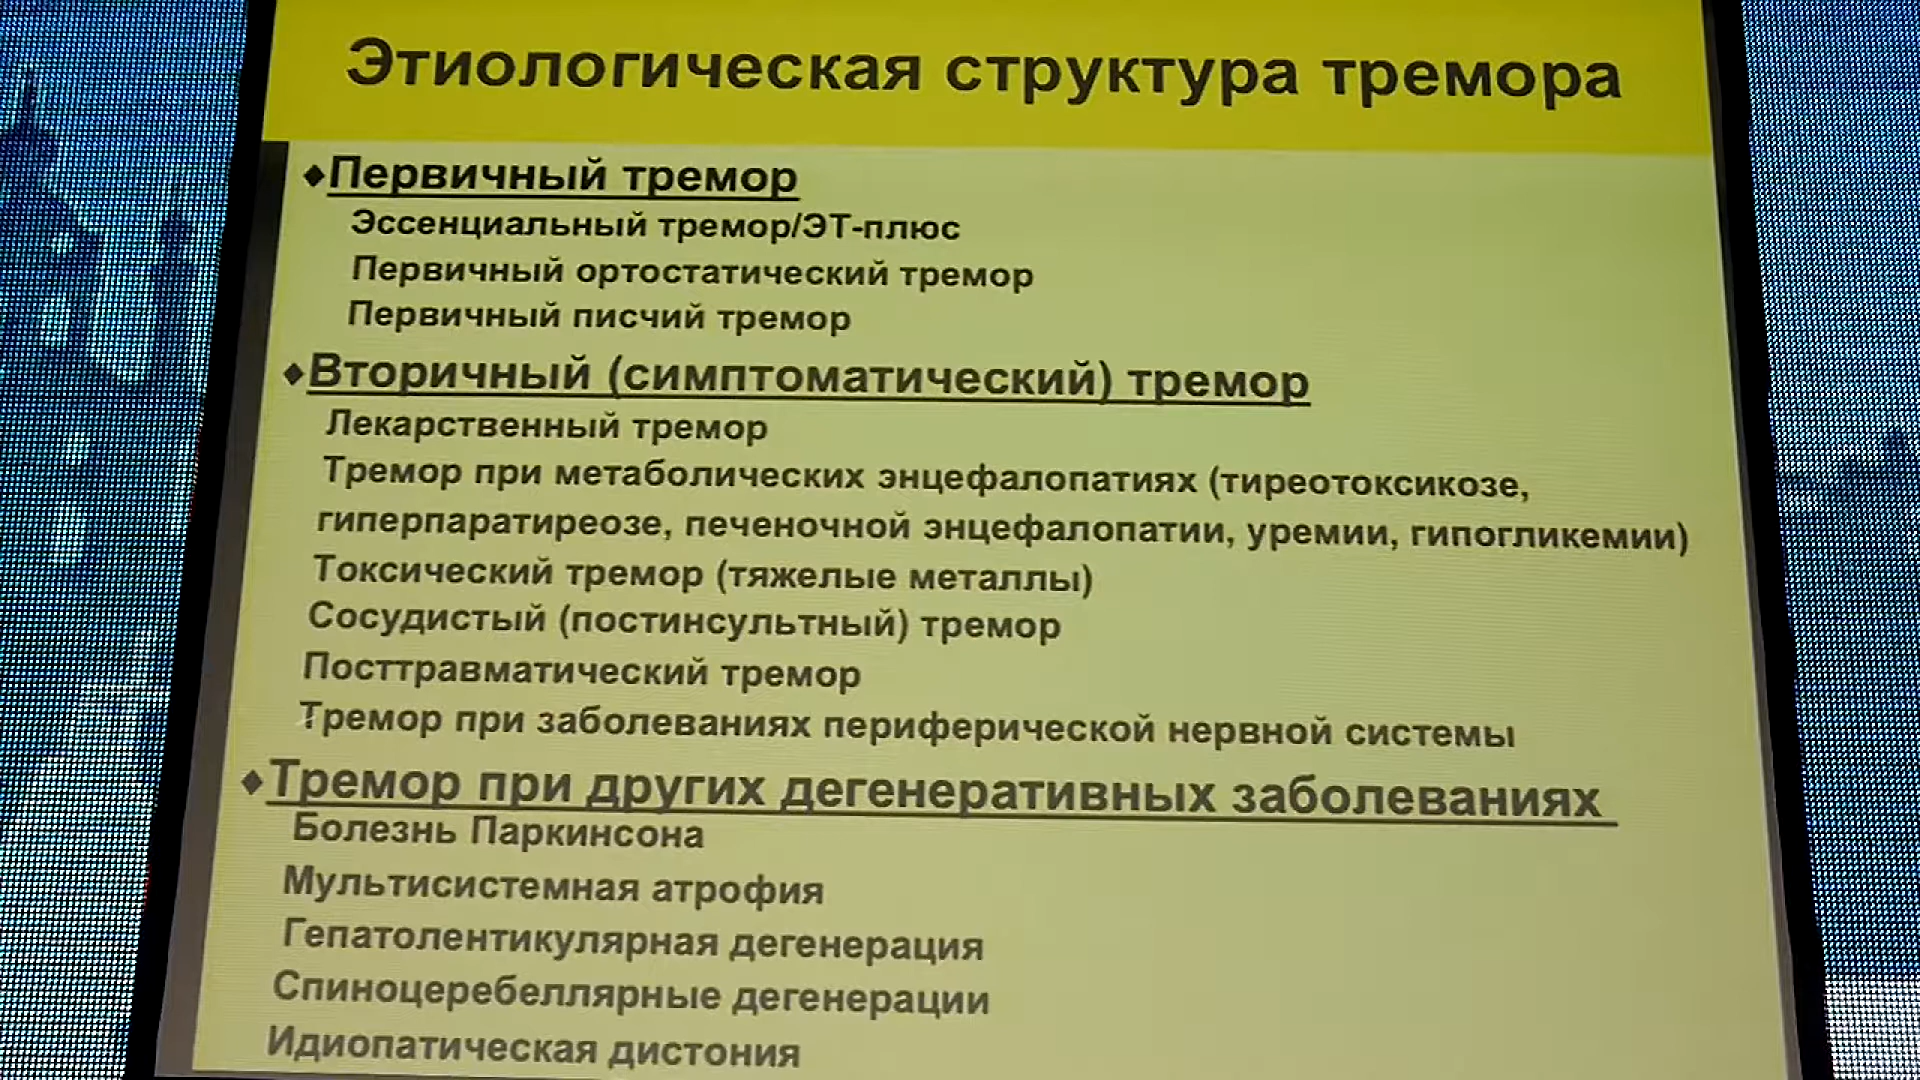 Этиологическая структура тремора
♦Первичный тремор
Эссенциальный тремор/ЭТ-плюс
Первичный ортостатический тремор
Первичный писчий тремор
♦Вторичный (симптоматический) тремор
Лекарственный тремор
Тремор при метаболических энцефалопатиях (тиреотоксикозе,
гиперпаратиреозе, печеночной энцефалопатии, уремии, гипогликемии)
Токсический тремор (тяжелые металлы)
Сосудистый (постинсультный) тремор
Посттравматический тремор
Тремор при заболеваниях периферической нервной системы
♦Тремор при других дегенеративных заболеваниях
Болезнь Паркинсона
Мультисистемная атрофия
Гепатолентикулярная дегенерация
Спиноцеребеллярные дегенерации
Идиопатическая дистония